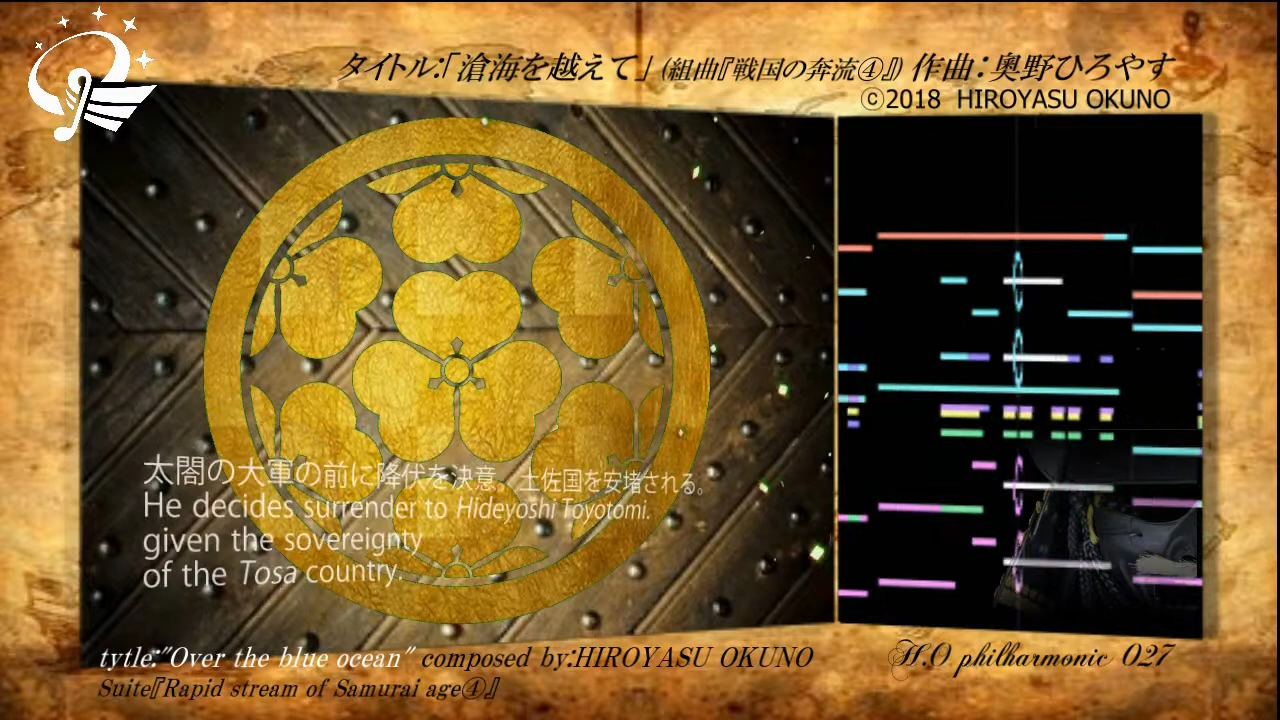 タイトル:「滄海を越えて」(組曲『戦国の奔流④』) 作曲：奥野ひろやす
©2018 HIROYASU OKUNO
太閤の大軍の前に降伏を決意。土佐国を安堵される。
He decides surrender to Hideyoshi Toyotomi.
given the sovereignty
of the Tosa country.
tytle:"Over the blue ocean" composed by:HIROYASU OKUNO
Suite『Rapid stream of Samurai age④』
H.O philharmonic 027